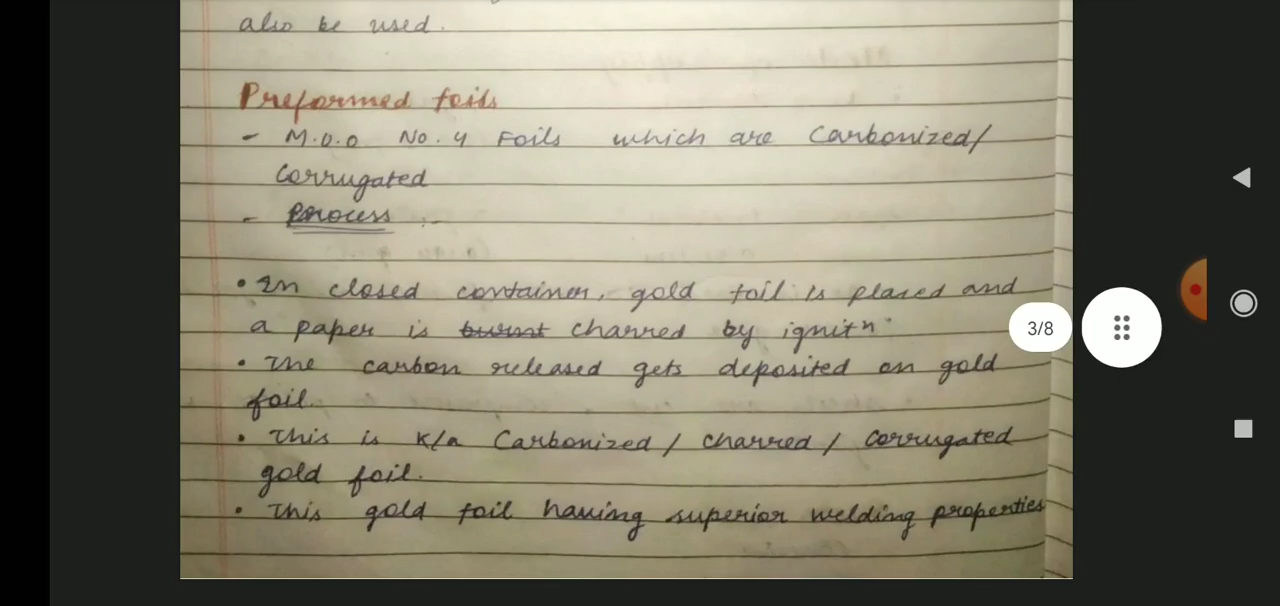 also be used.
Preformed foils
- M.O.O No. 4 Foils which are Carbonized/
Corrugated
- Process :-
• In closed container, gold foil is placed and
a paper is burnt charred by ignitn.
• The carbon released gets deposited on gold
foil.
• This is K/a Carbonized / charred / Corrugated
gold foil.
• This gold foil having superior welding properties
3/8